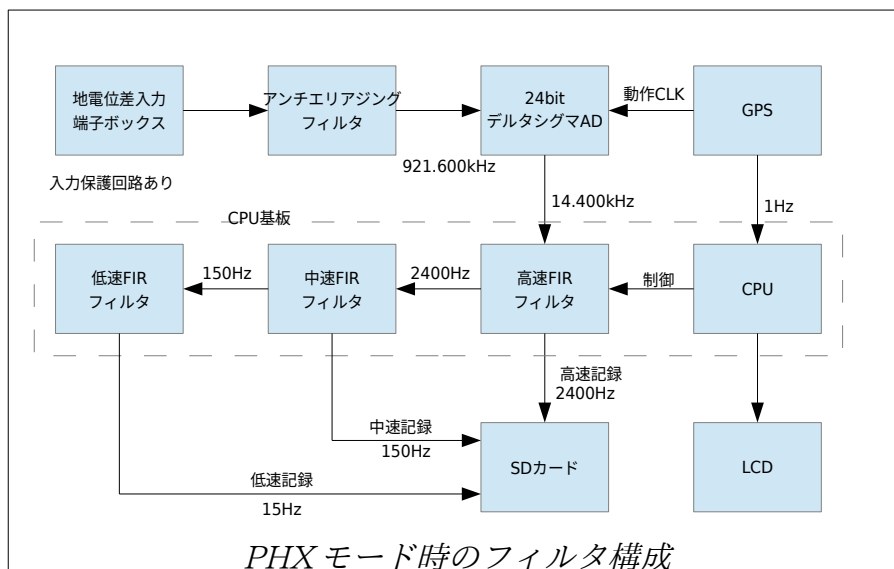 地電位差入力
端子ボックス
アンチエリアジング
フィルタ
24bit
デルタシグマAD
動作CLK
GPS
入力保護回路あり
921.600kHz
14.400kHz
1Hz
CPU基板
低速FIR
フィルタ
150Hz
中速FIR
フィルタ
2400Hz
高速FIR
フィルタ
制御
CPU
高速記録
2400Hz
中速記録
150Hz
低速記録
15Hz
SDカード
LCD
PHXモード時のフィルタ構成